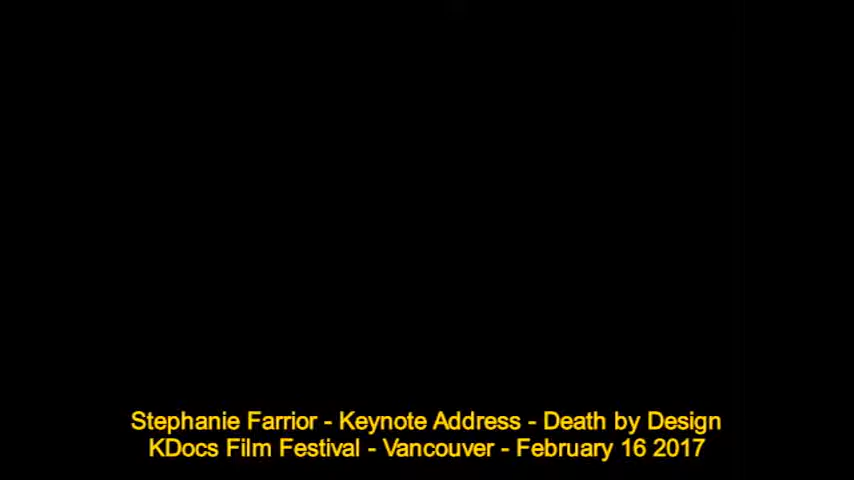 Stephanie Farrior - Keynote Address - Death by Design
KDocs Film Festival - Vancouver - February 16 2017